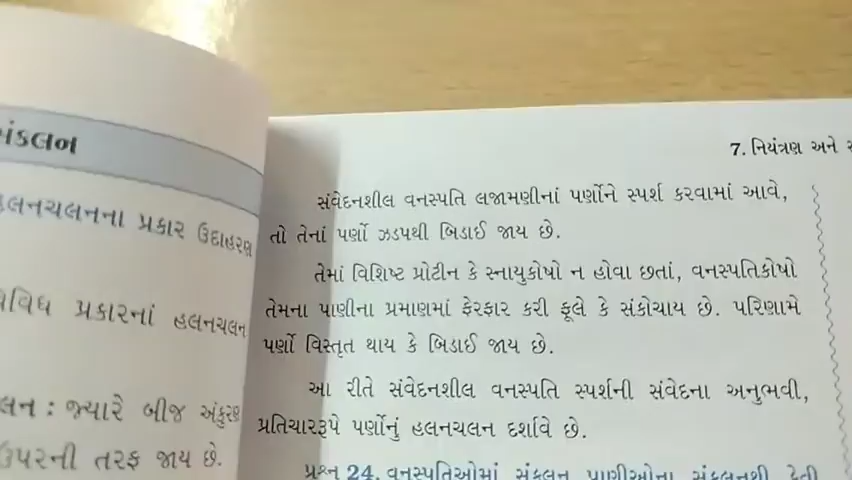 હલનચલનના પ્રકાર ઉદાહરણ
પ્રકારનાં હલનચલન
જ્યારે બીજ અંકુરણ
ઉપરની તરફ જાય છે.
7. નિયંત્રણ અને
સંવેદનશીલ વનસ્પતિ લજામણીનાં પર્ણોને સ્પર્શ કરવામાં આવે,
તો તેનાં પર્ણો ઝડપથી બિડાઈ જાય છે.
તેમાં વિશિષ્ટ પ્રોટીન કે સ્નાયુકોષો ન હોવા છતાં, વનસ્પતિકોષો
તેમના પાણીના પ્રમાણમાં ફેરફાર કરી ફૂલે કે સંકોચાય છે. પરિણામે
પર્ણો વિસ્તૃત થાય કે બિડાઈ જાય છે.
આ રીતે સંવેદનશીલ વનસ્પતિ સ્પર્શની સંવેદના અનુભવી,
પ્રતિચારરૂપે પર્ણોનું હલનચલન દર્શાવે છે.
પ્રશ્ન 24. વનસ્પતિઓમાં સંકલન પ્રાણીઓના સંકલનથી કેવી